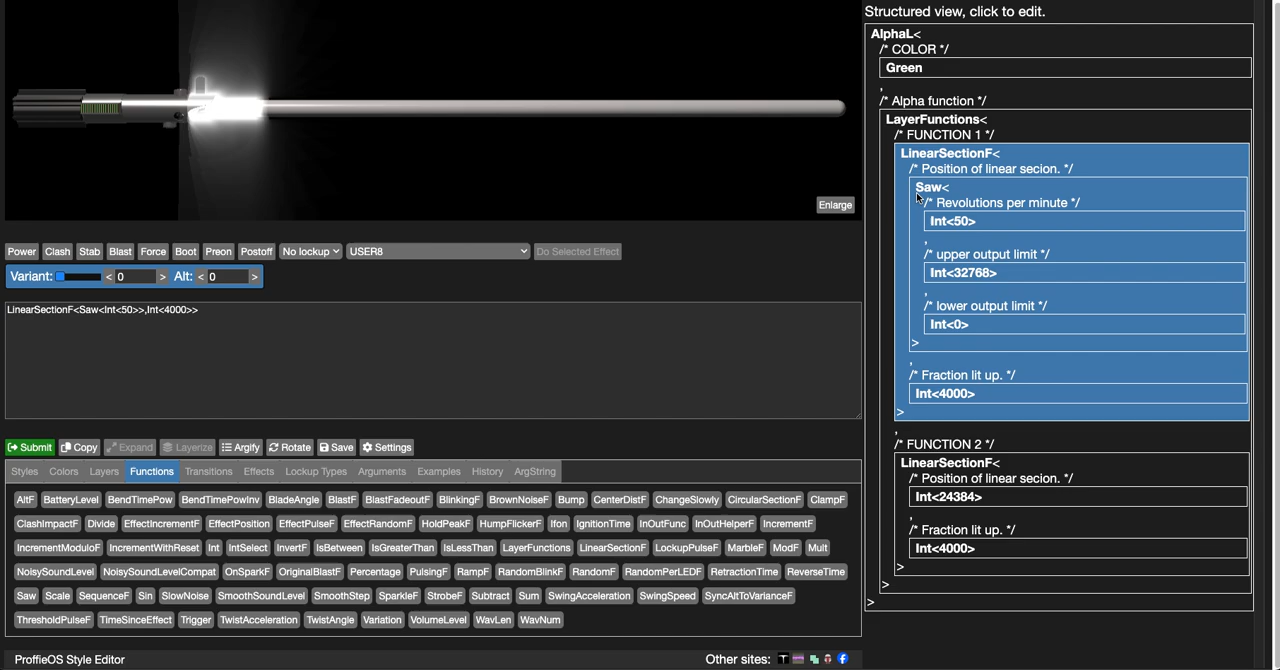 Enlarge
Power Clash Stab Blast Force Boot Preon Postoff No lockup USER8 Do Selected Effect
Variant: < 0 > Alt: < 0 >
LinearSectionF<Saw<Int<50>>,Int<4000>>
Submit Copy Expand Layerize Argify Rotate Save Settings
Styles Colors Layers Functions Transitions Effects Lockup Types Arguments Examples History ArgString
AltF BatteryLevel BendTimePow BendTimePowInv BladeAngle BlastF BlastFadeoutF BlinkingF BrownNoiseF Bump CenterDistF ChangeSlowly CircularSectionF ClampF
ClashImpactF Divide EffectIncrementF EffectPosition EffectPulseF EffectRandomF HoldPeakF HumpFlickerF Ifon IgnitionTime InOutFunc InOutHelperF IncrementF
IncrementModuloF IncrementWithReset Int IntSelect InvertF IsBetween IsGreaterThan IsLessThan LayerFunctions LinearSectionF LockupPulseF MarbleF ModF Mult
NoisySoundLevel NoisySoundLevelCompat OnSparkF OriginalBlastF Percentage PulsingF RampF RandomBlinkF RandomF RandomPerLEDF RetractionTime ReverseTime
Saw Scale SequenceF Sin SlowNoise SmoothSoundLevel SmoothStep SparkleF StrobeF Subtract Sum SwingAcceleration SwingSpeed SyncAltToVarianceF
ThresholdPulseF TimeSinceEffect Trigger TwistAcceleration TwistAngle Variation VolumeLevel WavLen WavNum
ProffieOS Style Editor Other sites:
Structured view, click to edit.
AlphaL<
/* COLOR */
Green
,
/* Alpha function */
LayerFunctions<
/* FUNCTION 1 */
LinearSectionF<
/* Position of linear secion. */
Saw<
/* Revolutions per minute */
Int<50>
,
/* upper output limit */
Int<32768>
,
/* lower output limit */
Int<0>
>
,
/* Fraction lit up. */
Int<4000>
>
,
/* FUNCTION 2 */
LinearSectionF<
/* Position of linear secion. */
Int<24384>
,
/* Fraction lit up. */
Int<4000>
>
>
>